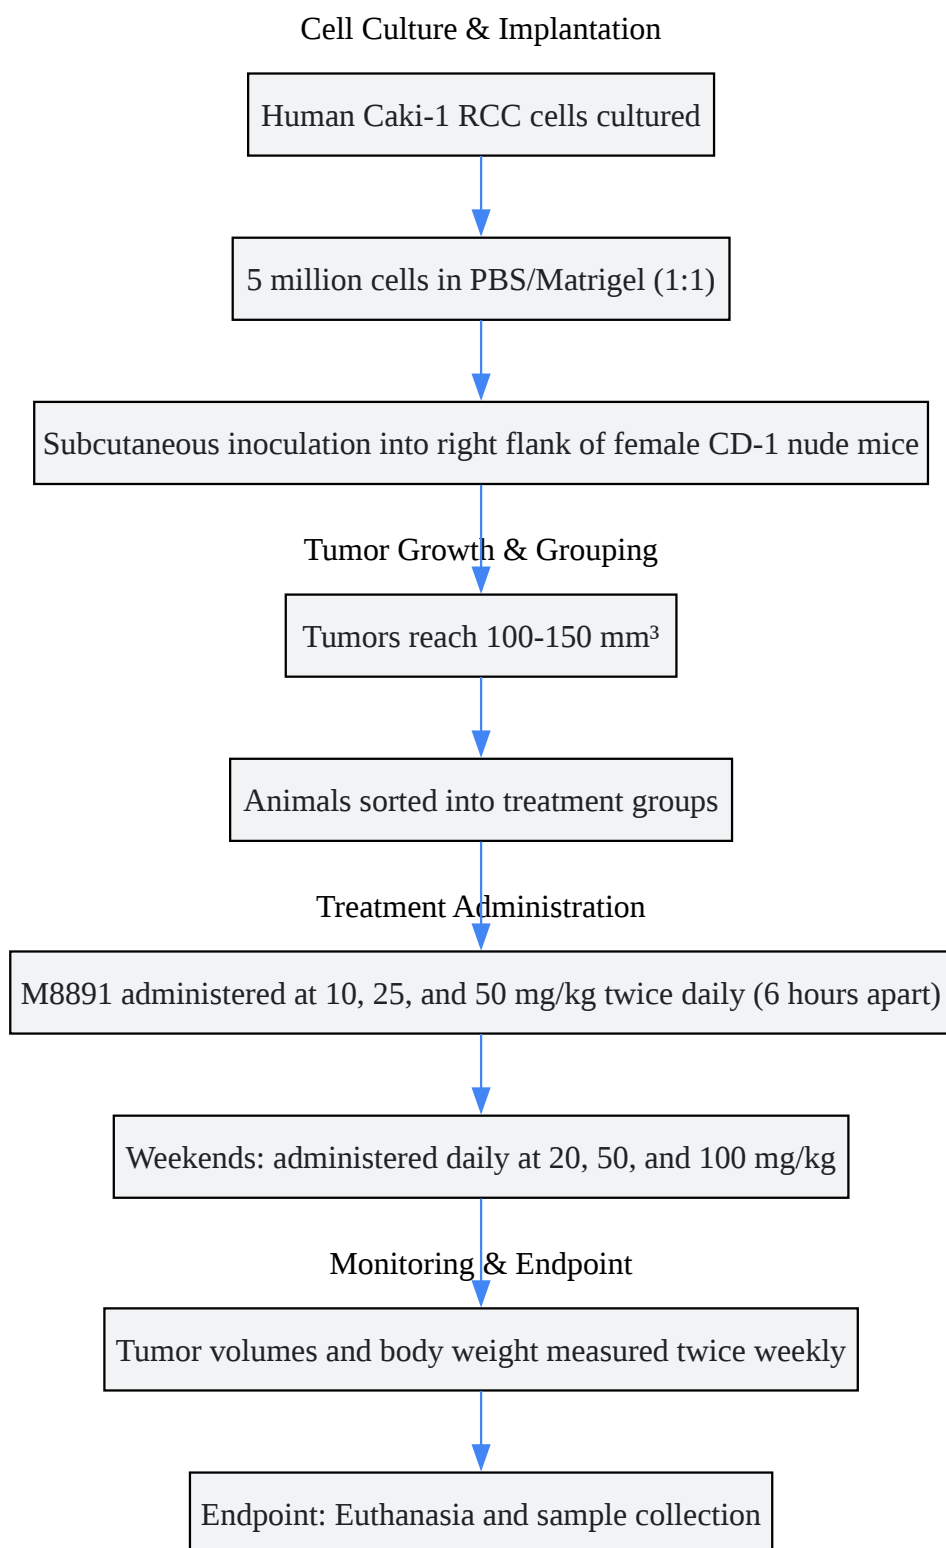 Cell Culture & Implantation
Human Caki-1 RCC cells cultured
5 million cells in PBS/Matrigel (1:1)
Subcutaneous inoculation into right flank of female CD-1 nude mice
Tumor Growth & Grouping
Tumors reach 100-150 mm³
Animals sorted into treatment groups
Treatment Administration
M8891 administered at 10, 25, and 50 mg/kg twice daily (6 hours apart)
Weekends: administered daily at 20, 50, and 100 mg/kg
Monitoring & Endpoint
Tumor volumes and body weight measured twice weekly
Endpoint: Euthanasia and sample collection